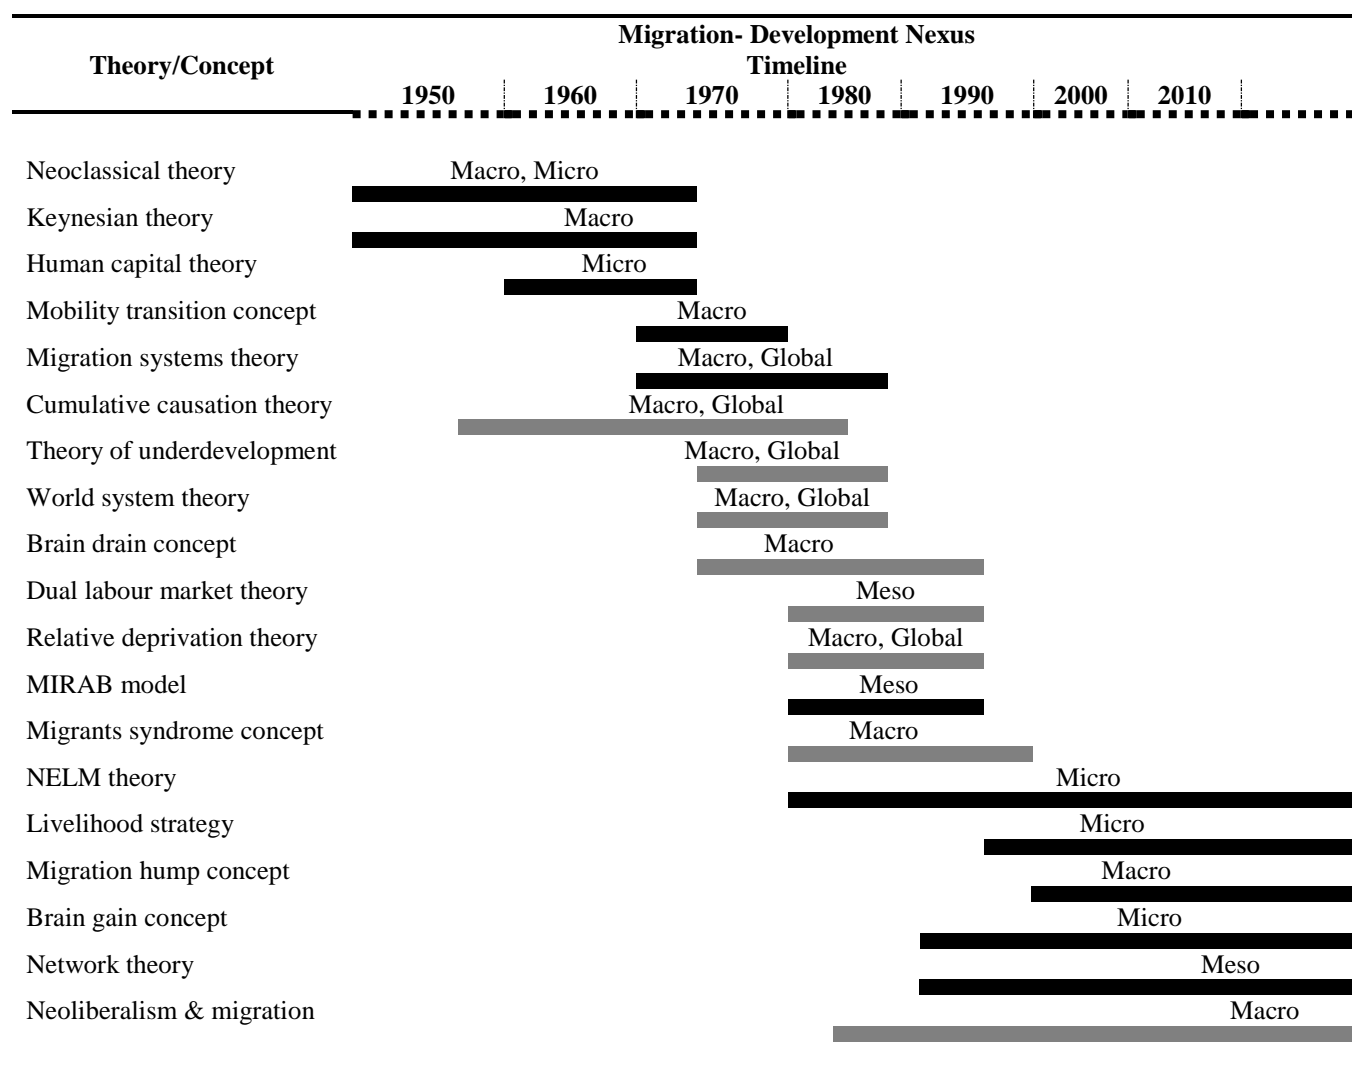 Migration- Development Nexus
Theory/Concept Timeline
1950 1960 1970 1980 1990 2000 2010
Neoclassical theory Macro, Micro
Keynesian theory Macro
Human capital theory Micro
Mobility transition concept Macro
Migration systems theory Macro, Global
Cumulative causation theory Macro, Global
Theory of underdevelopment Macro, Global
World system theory Macro, Global
Brain drain concept Macro
Dual labour market theory Meso
Relative deprivation theory Macro, Global
MIRAB model Meso
Migrants syndrome concept Macro
NELM theory Micro
Livelihood strategy Micro
Migration hump concept Macro
Brain gain concept Micro
Network theory Meso
Neoliberalism & migration Macro